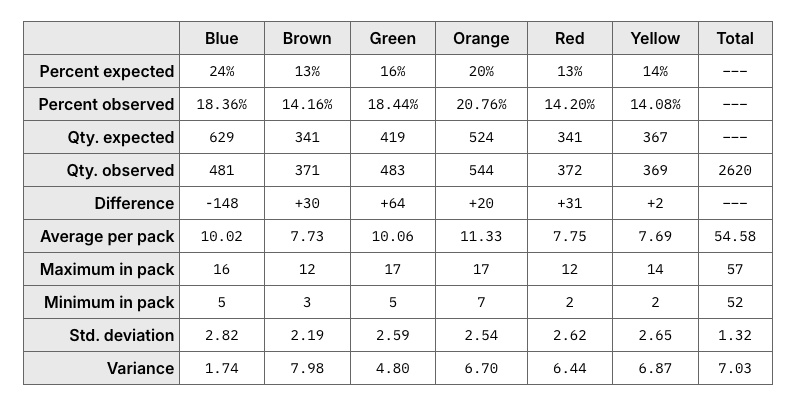 Blue Brown Green Orange Red Yellow Total
Percent expected 24% 13% 16% 20% 13% 14% ---
Percent observed 18.36% 14.16% 18.44% 20.76% 14.20% 14.08% ---
Qty. expected 629 341 419 524 341 367 ---
Qty. observed 481 371 483 544 372 369 2620
Difference -148 +30 +64 +20 +31 +2 ---
Average per pack 10.02 7.73 10.06 11.33 7.75 7.69 54.58
Maximum in pack 16 12 17 17 12 14 57
Minimum in pack 5 3 5 7 2 2 52
Std. deviation 2.82 2.19 2.59 2.54 2.62 2.65 1.32
Variance 1.74 7.98 4.80 6.70 6.44 6.87 7.03